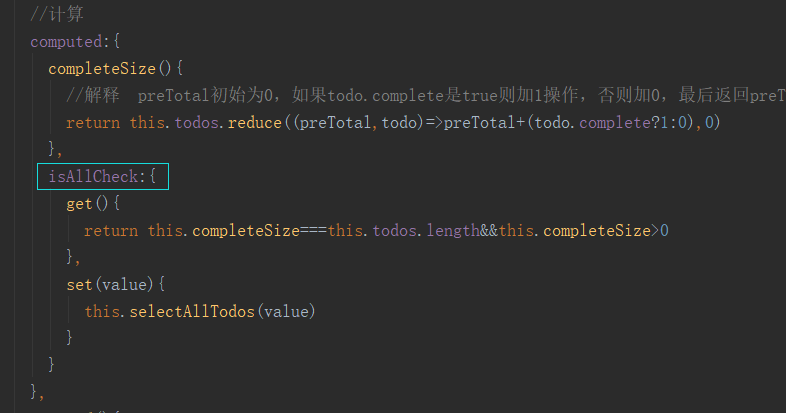 //计算
computed:{
completeSize(){
//解释 preTotal初始为0，如果todo.complete是true则加1操作，否则加0，最后返回preT
return this.todos.reduce((preTotal,todo)=>preTotal+(todo.complete?1:0),0)
},
isAllCheck:{
get(){
return this.completeSize===this.todos.length&&this.completeSize>0
},
set(value){
this.selectAllTodos(value)
}
}
},